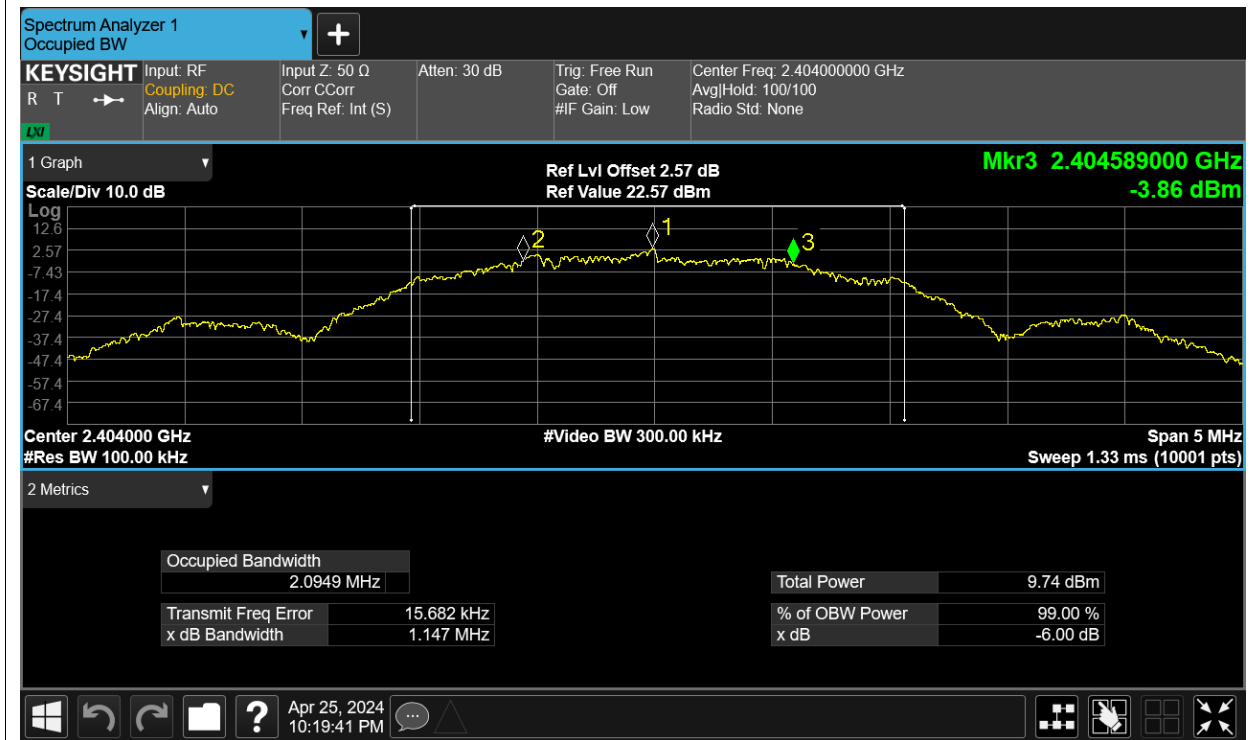 Spectrum Analyzer 1
Occupied BW
KEYSIGHT
R T
LXI
Input: RF
Coupling: DC
Align: Auto
Input Z: 50 Ω
Corr CCorr
Freq Ref: Int (S)
Atten: 30 dB
Trig: Free Run
Gate: Off
#IF Gain: Low
Center Freq: 2.404000000 GHz
Avg|Hold: 100/100
Radio Std: None
1 Graph
Scale/Div 10.0 dB
Ref Lvl Offset 2.57 dB
Ref Value 22.57 dBm
Mkr3 2.404589000 GHz
-3.86 dBm
Log
12.6
2.57
-7.43
-17.4
-27.4
-37.4
-47.4
-57.4
-67.4
2
1
3
Center 2.404000 GHz
#Video BW 300.00 kHz
Span 5 MHz
#Res BW 100.00 kHz
Sweep 1.33 ms (10001 pts)
2 Metrics
Occupied Bandwidth
2.0949 MHz
Total Power 9.74 dBm
Transmit Freq Error 15.682 kHz
% of OBW Power 99.00 %
x dB Bandwidth 1.147 MHz
x dB -6.00 dB
?
Apr 25, 2024
10:19:41 PM